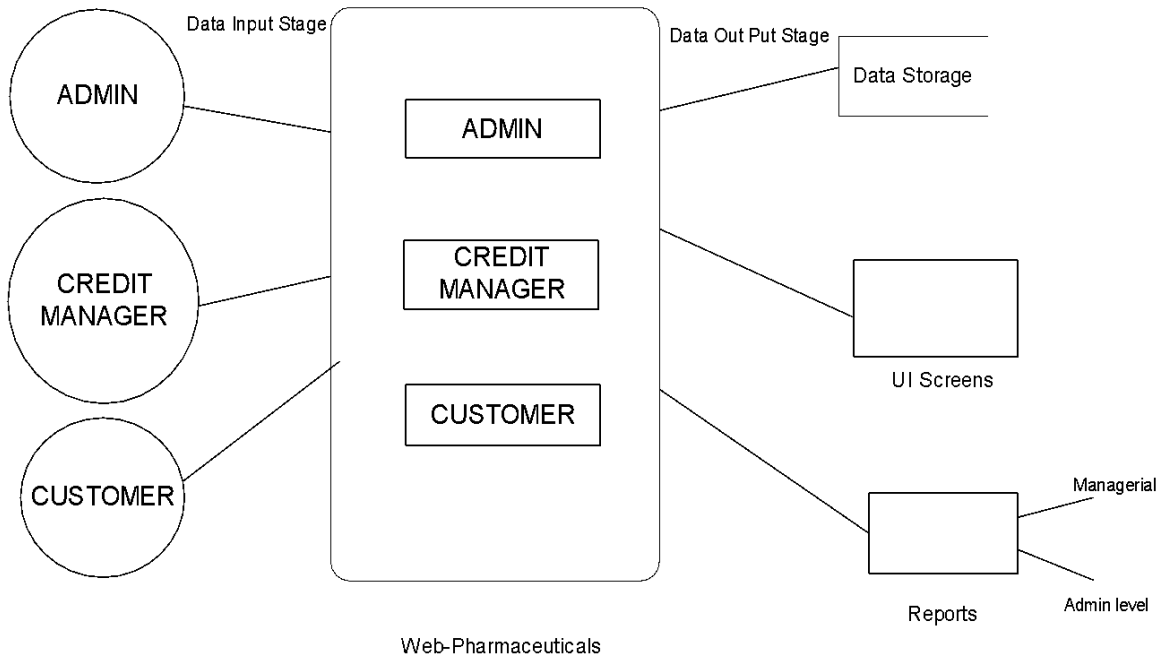 Data Input Stage
Data Out Put Stage
ADMIN
ADMIN
Data Storage
CREDIT
MANAGER
CREDIT
MANAGER
UI Screens
CUSTOMER
CUSTOMER
Managerial
Admin level
Reports
Web-Pharmaceuticals